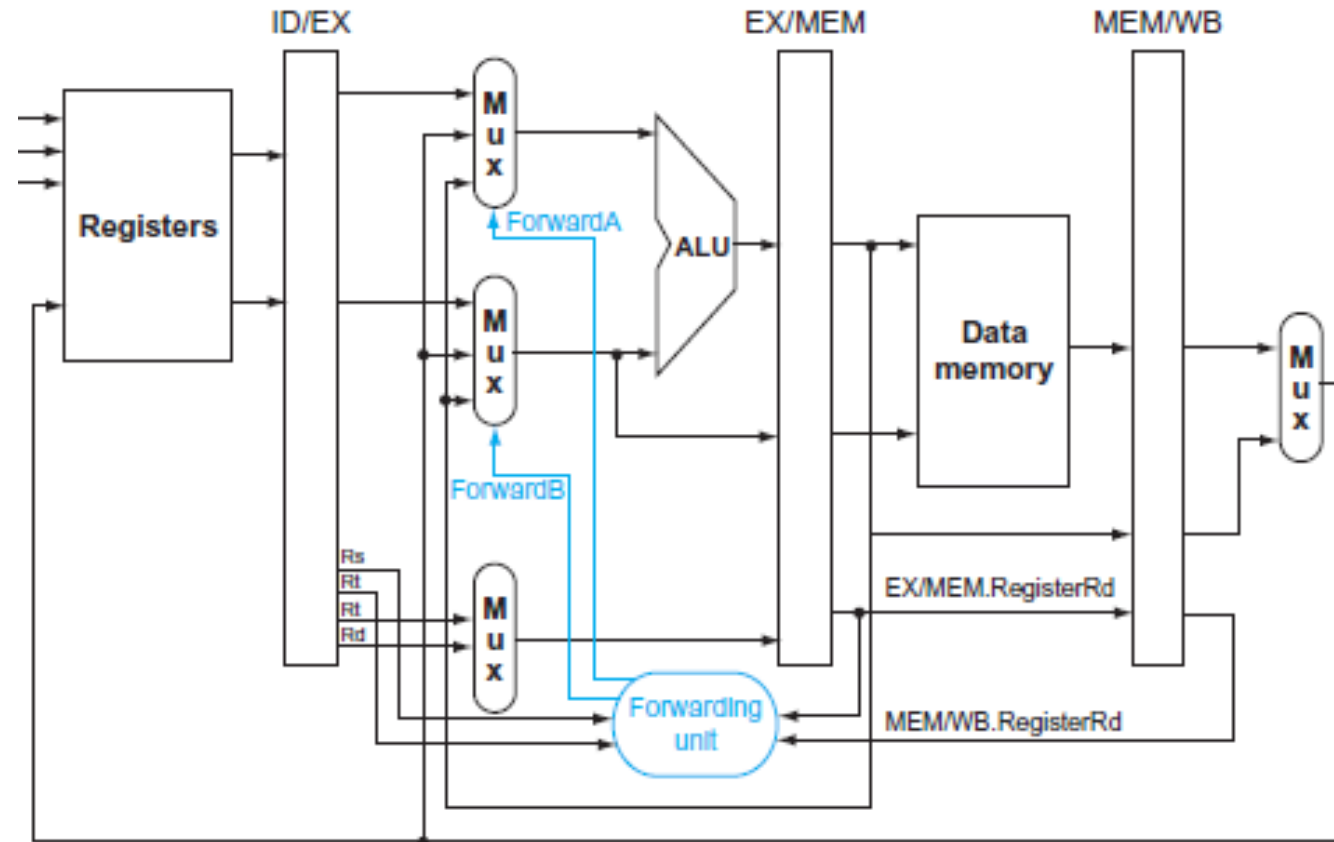 ID/EX
EX/MEM
MEM/WB
M
u
x
Registers
ForwardA
ALU
M
u
x
Data
memory
M
u
x
ForwardB
Rs
Rt
Rt
Rd
M
u
x
EX/MEM.RegisterRd
Forwarding
unit
MEM/WB.RegisterRd